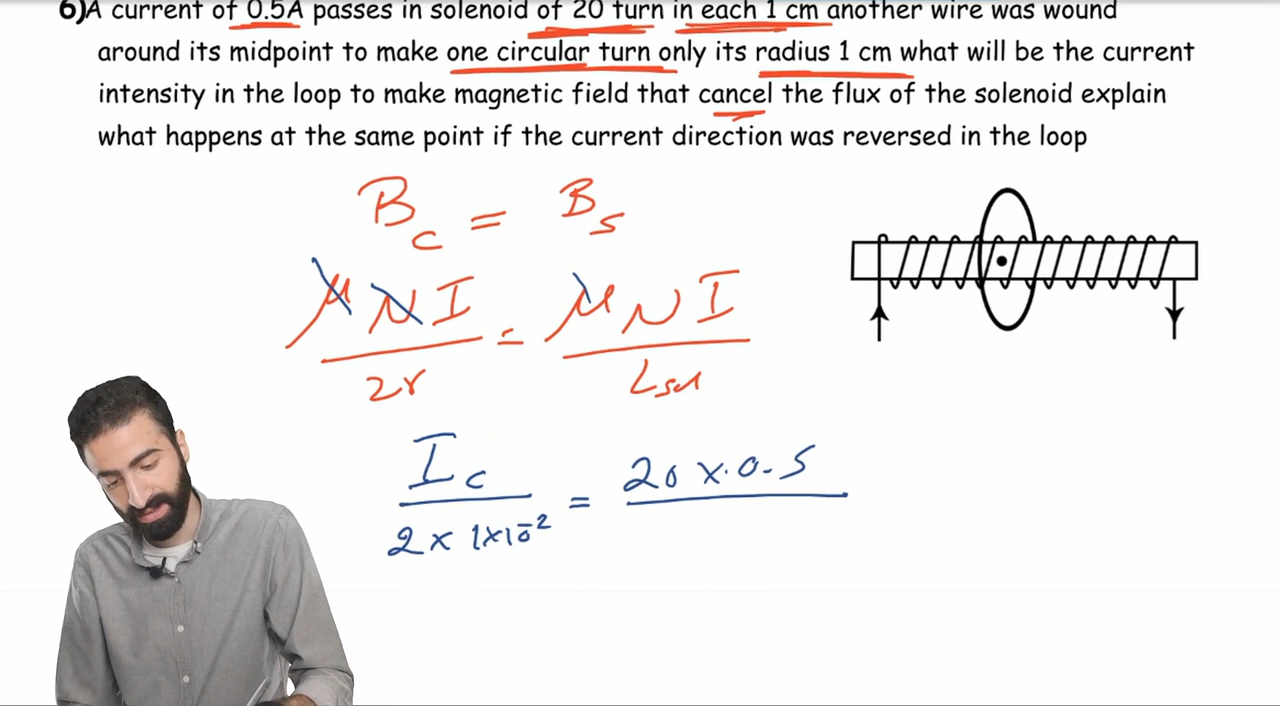 6)A current of 0.5A passes in solenoid of 20 turn in each 1 cm another wire was wound
around its midpoint to make one circular turn only its radius 1 cm what will be the current
intensity in the loop to make magnetic field that cancel the flux of the solenoid explain
what happens at the same point if the current direction was reversed in the loop
B_c = B_s
μNI/2r = μNI/L_sol
I_c/2×1×10^-2 = 20×0.5